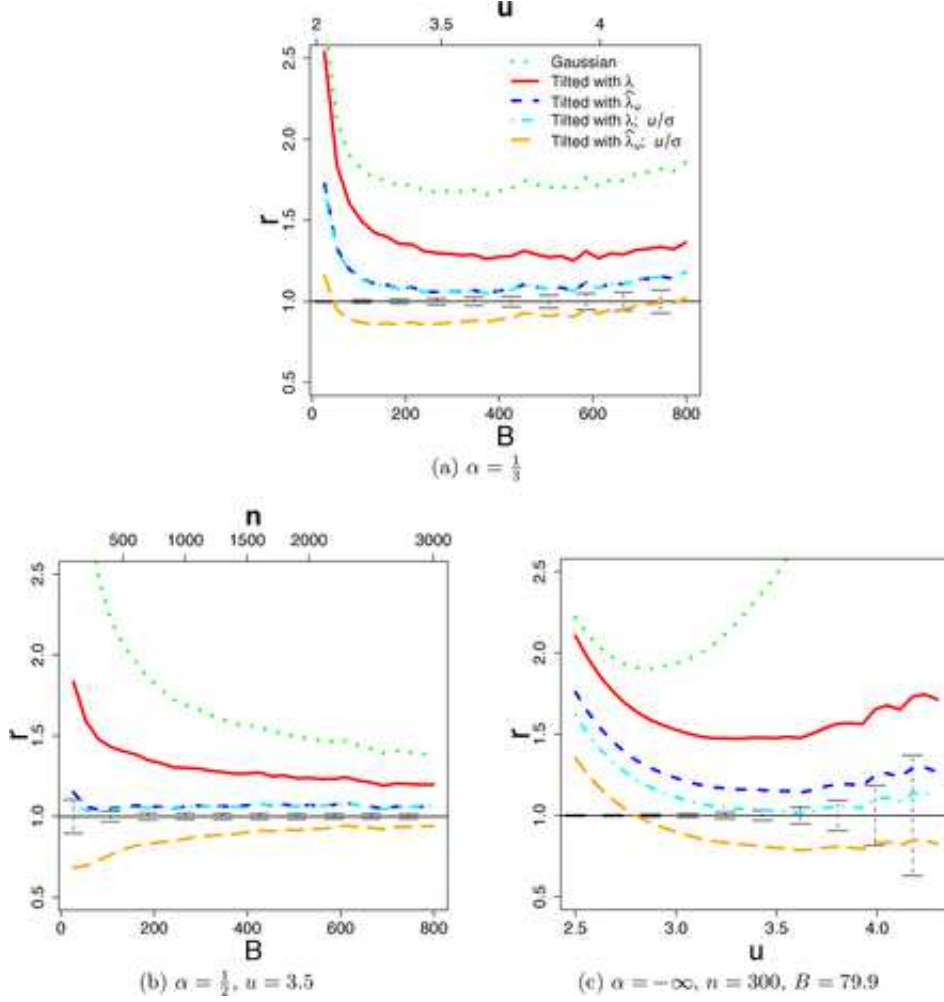 u
2 3.5 4
2.5
2.0
1.5
1.0
0.5
r
Gaussian
Tilted with λ
Tilted with λ̂ᵤ
Tilted with λ; u/σ
Tilted with λ̂ᵤ; u/σ
0 200 400 600 800
B
(a) α = 1/3
n
500 1000 1500 2000 3000
2.5
2.0
1.5
1.0
0.5
r
0 200 400 600 800
B
(b) α = 1/2, u = 3.5
2.5
2.0
1.5
1.0
0.5
r
2.5 3.0 3.5 4.0
u
(c) α = −∞, n = 300, B = 79.9